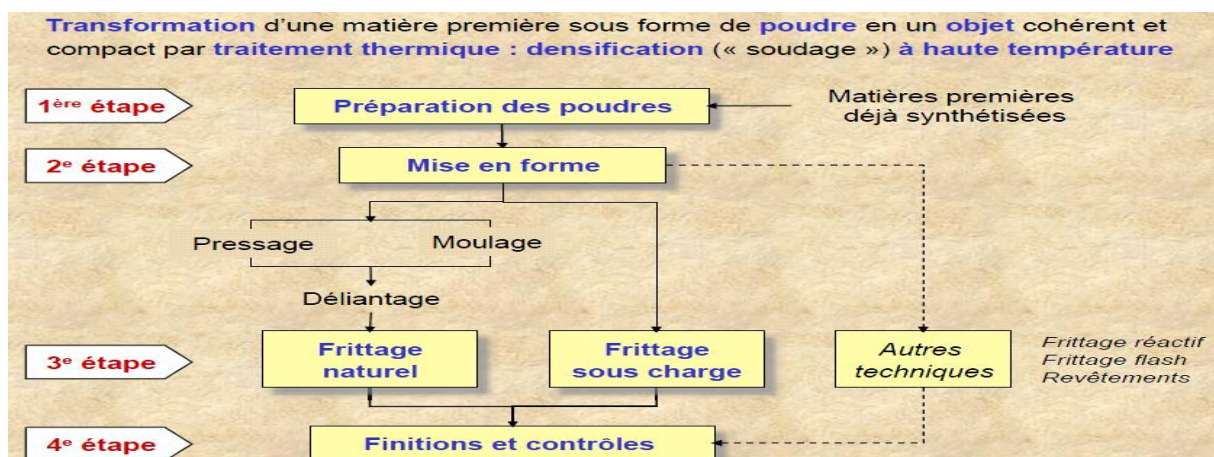 Transformation d’une matière première sous forme de poudre en un objet cohérent et
compact par traitement thermique : densification (« soudage ») à haute température
1ère étape
Préparation des poudres
Matières premières
déjà synthétisées
2e étape
Mise en forme
Pressage
Moulage
Déliantage
3e étape
Frittage
naturel
Frittage
sous charge
Autres
techniques
Frittage réactif
Frittage flash
Revêtements
4e étape
Finitions et contrôles